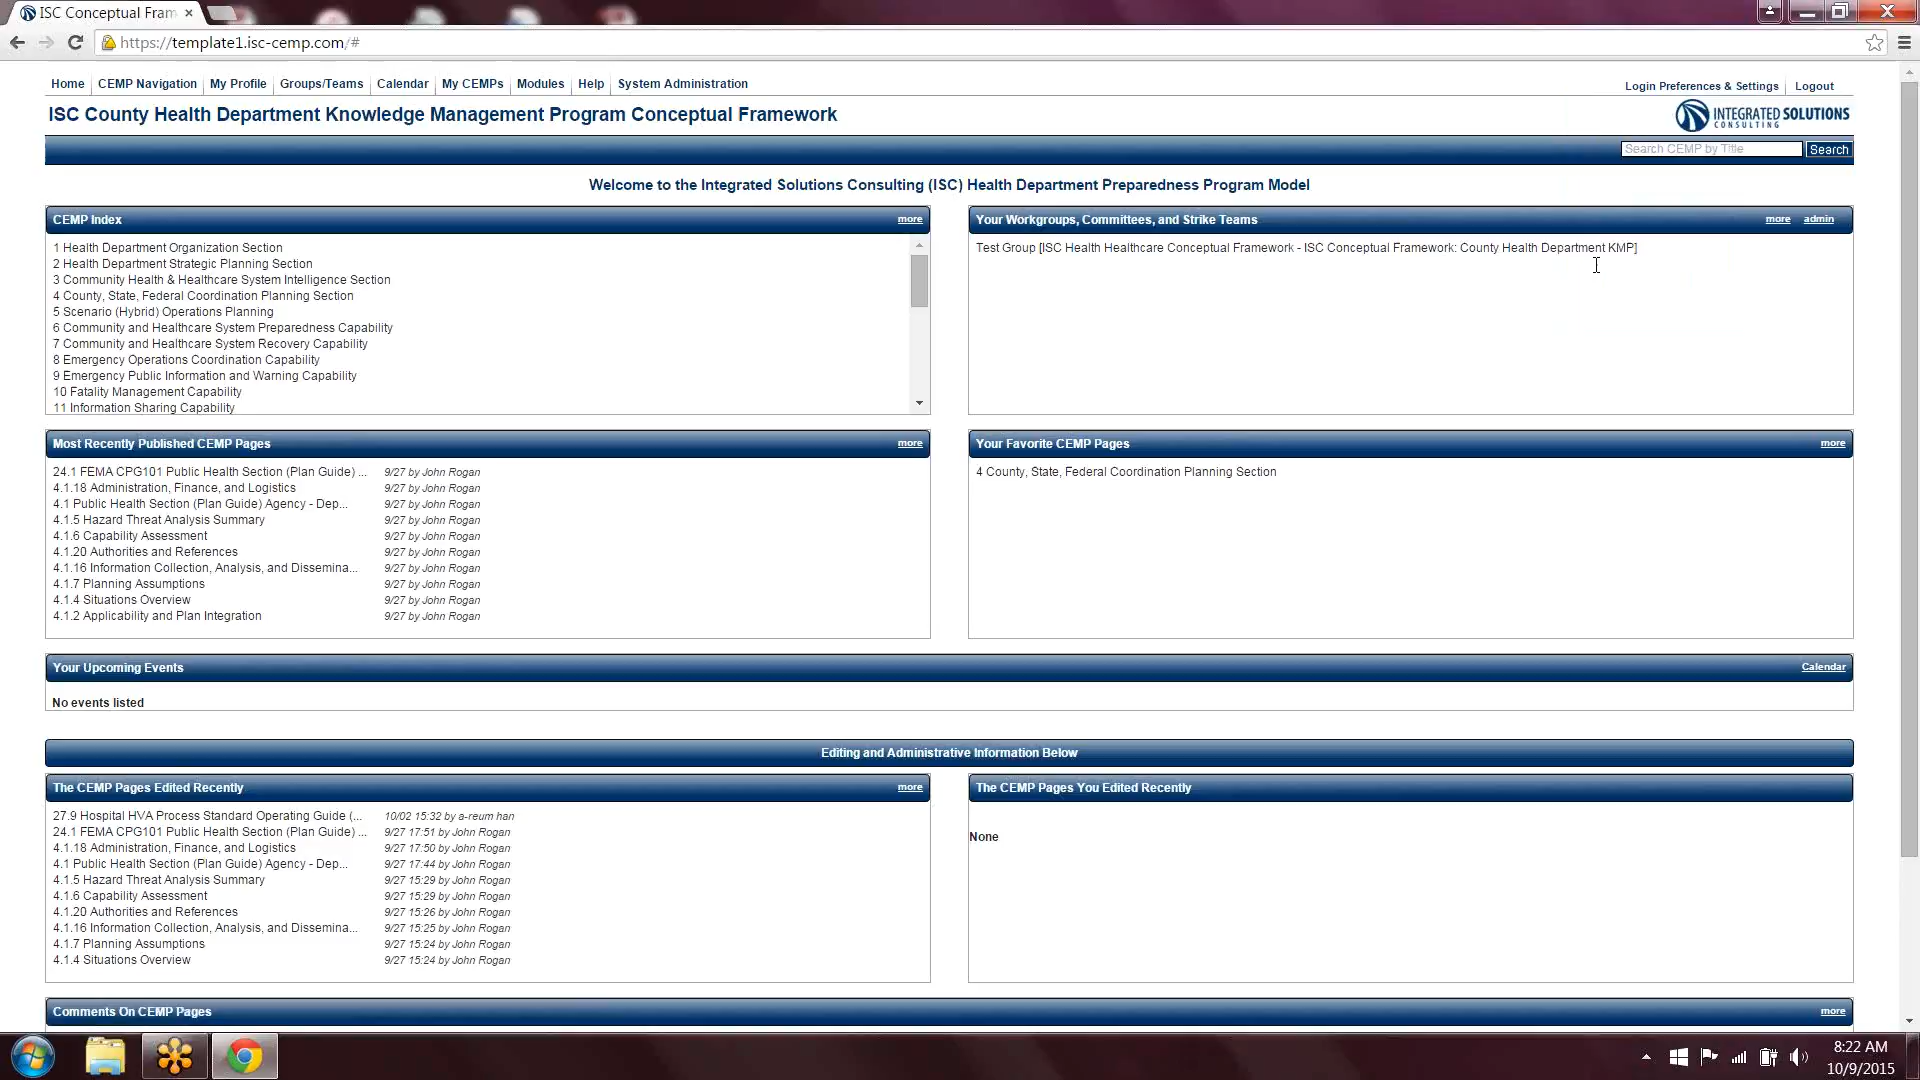 ISC Conceptual Fram
https://template1.isc-cemp.com/#
Home CEMP Navigation My Profile Groups/Teams Calendar My CEMPs Modules Help System Administration
Login Preferences & Settings Logout
ISC County Health Department Knowledge Management Program Conceptual Framework
INTEGRATED SOLUTIONS
CONSULTING
Search CEMP by Title Search
Welcome to the Integrated Solutions Consulting (ISC) Health Department Preparedness Program Model
CEMP Index more
1 Health Department Organization Section
2 Health Department Strategic Planning Section
3 Community Health & Healthcare System Intelligence Section
4 County, State, Federal Coordination Planning Section
5 Scenario (Hybrid) Operations Planning
6 Community and Healthcare System Preparedness Capability
7 Community and Healthcare System Recovery Capability
8 Emergency Operations Coordination Capability
9 Emergency Public Information and Warning Capability
10 Fatality Management Capability
11 Information Sharing Capability
Your Workgroups, Committees, and Strike Teams more admin
Test Group [ISC Health Healthcare Conceptual Framework - ISC Conceptual Framework: County Health Department KMP]
Most Recently Published CEMP Pages more
24.1 FEMA CPG101 Public Health Section (Plan Guide) ... 9/27 by John Rogan
4.1.18 Administration, Finance, and Logistics 9/27 by John Rogan
4.1 Public Health Section (Plan Guide) Agency - Dep... 9/27 by John Rogan
4.1.5 Hazard Threat Analysis Summary 9/27 by John Rogan
4.1.6 Capability Assessment 9/27 by John Rogan
4.1.20 Authorities and References 9/27 by John Rogan
4.1.16 Information Collection, Analysis, and Dissemina... 9/27 by John Rogan
4.1.7 Planning Assumptions 9/27 by John Rogan
4.1.4 Situations Overview 9/27 by John Rogan
4.1.2 Applicability and Plan Integration 9/27 by John Rogan
Your Favorite CEMP Pages more
4 County, State, Federal Coordination Planning Section
Your Upcoming Events Calendar
No events listed
Editing and Administrative Information Below
The CEMP Pages Edited Recently more
27.9 Hospital HVA Process Standard Operating Guide (... 10/02 15:32 by a-reum han
24.1 FEMA CPG101 Public Health Section (Plan Guide) ... 9/27 17:51 by John Rogan
4.1.18 Administration, Finance, and Logistics 9/27 17:50 by John Rogan
4.1 Public Health Section (Plan Guide) Agency - Dep... 9/27 17:44 by John Rogan
4.1.5 Hazard Threat Analysis Summary 9/27 15:29 by John Rogan
4.1.6 Capability Assessment 9/27 15:29 by John Rogan
4.1.20 Authorities and References 9/27 15:26 by John Rogan
4.1.16 Information Collection, Analysis, and Dissemina... 9/27 15:25 by John Rogan
4.1.7 Planning Assumptions 9/27 15:24 by John Rogan
4.1.4 Situations Overview 9/27 15:24 by John Rogan
The CEMP Pages You Edited Recently
None
Comments On CEMP Pages more
8:22 AM
10/9/2015